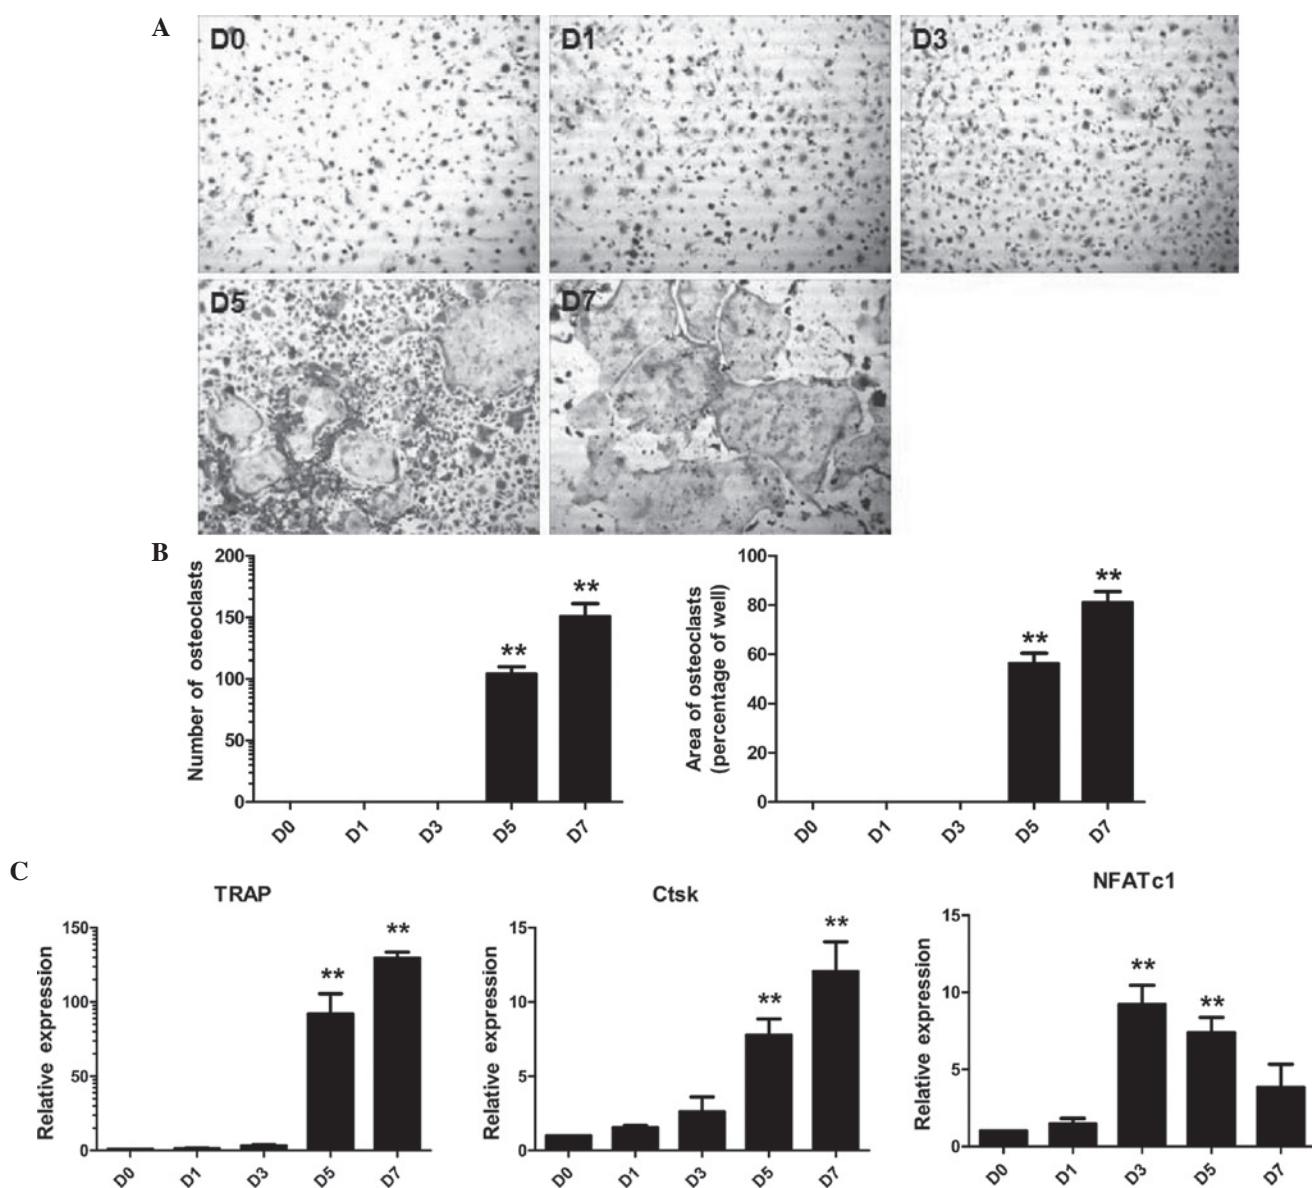 A
D0
D1
D3
D5
D7
B
Number of osteoclasts
200
150
100
50
0
**
**
D0
D1
D3
D5
D7
Area of osteoclasts
(percentage of well)
100
80
60
40
20
0
**
**
D0
D1
D3
D5
D7
C
TRAP
Relative expression
150
100
50
0
**
**
D0
D1
D3
D5
D7
Ctsk
Relative expression
15
10
5
0
**
**
D0
D1
D3
D5
D7
NFATc1
Relative expression
15
10
5
0
**
**
D0
D1
D3
D5
D7